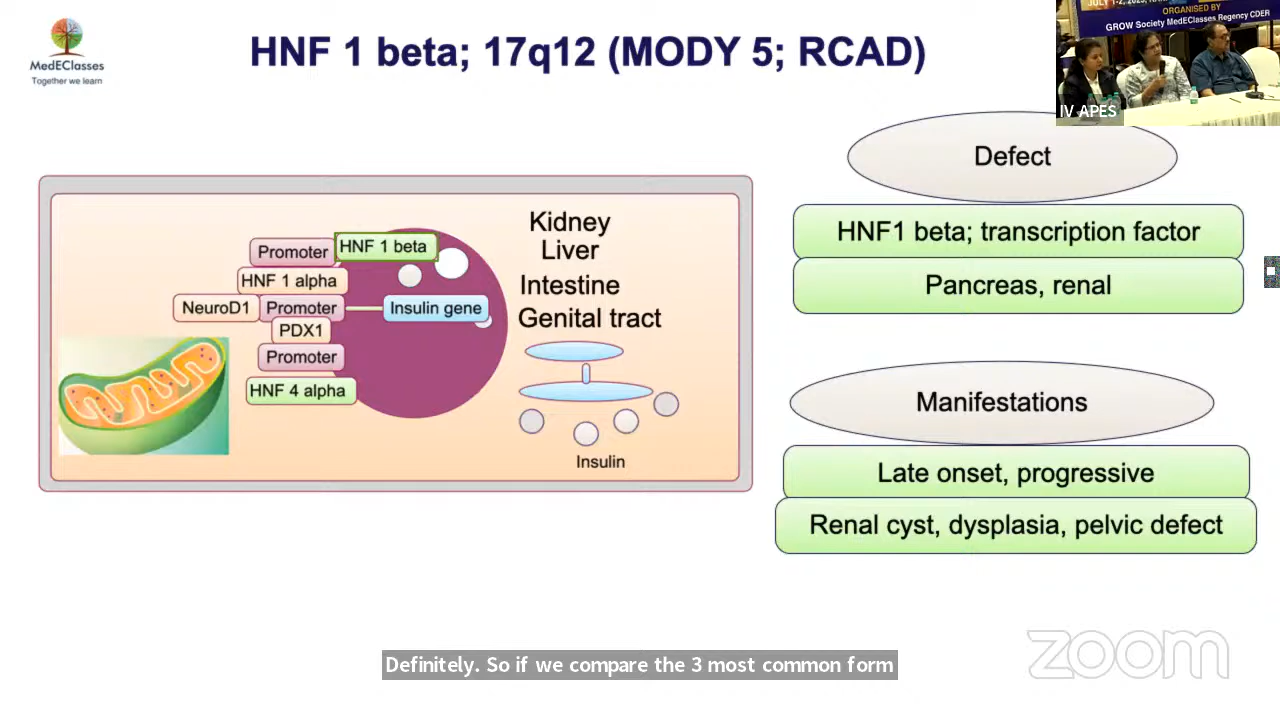 MedEClasses
Together we learn
HNF 1 beta; 17q12 (MODY 5; RCAD)
ORGANISED BY
GROW Society MedEClasses Regency CDER
IV APES
Promoter
HNF 1 beta
HNF 1 alpha
NeuroD1
Promoter
Insulin gene
PDX1
Promoter
HNF 4 alpha
Kidney
Liver
Intestine
Genital tract
Insulin
Defect
HNF1 beta; transcription factor
Pancreas, renal
Manifestations
Late onset, progressive
Renal cyst, dysplasia, pelvic defect
Definitely. So if we compare the 3 most common form
zoom